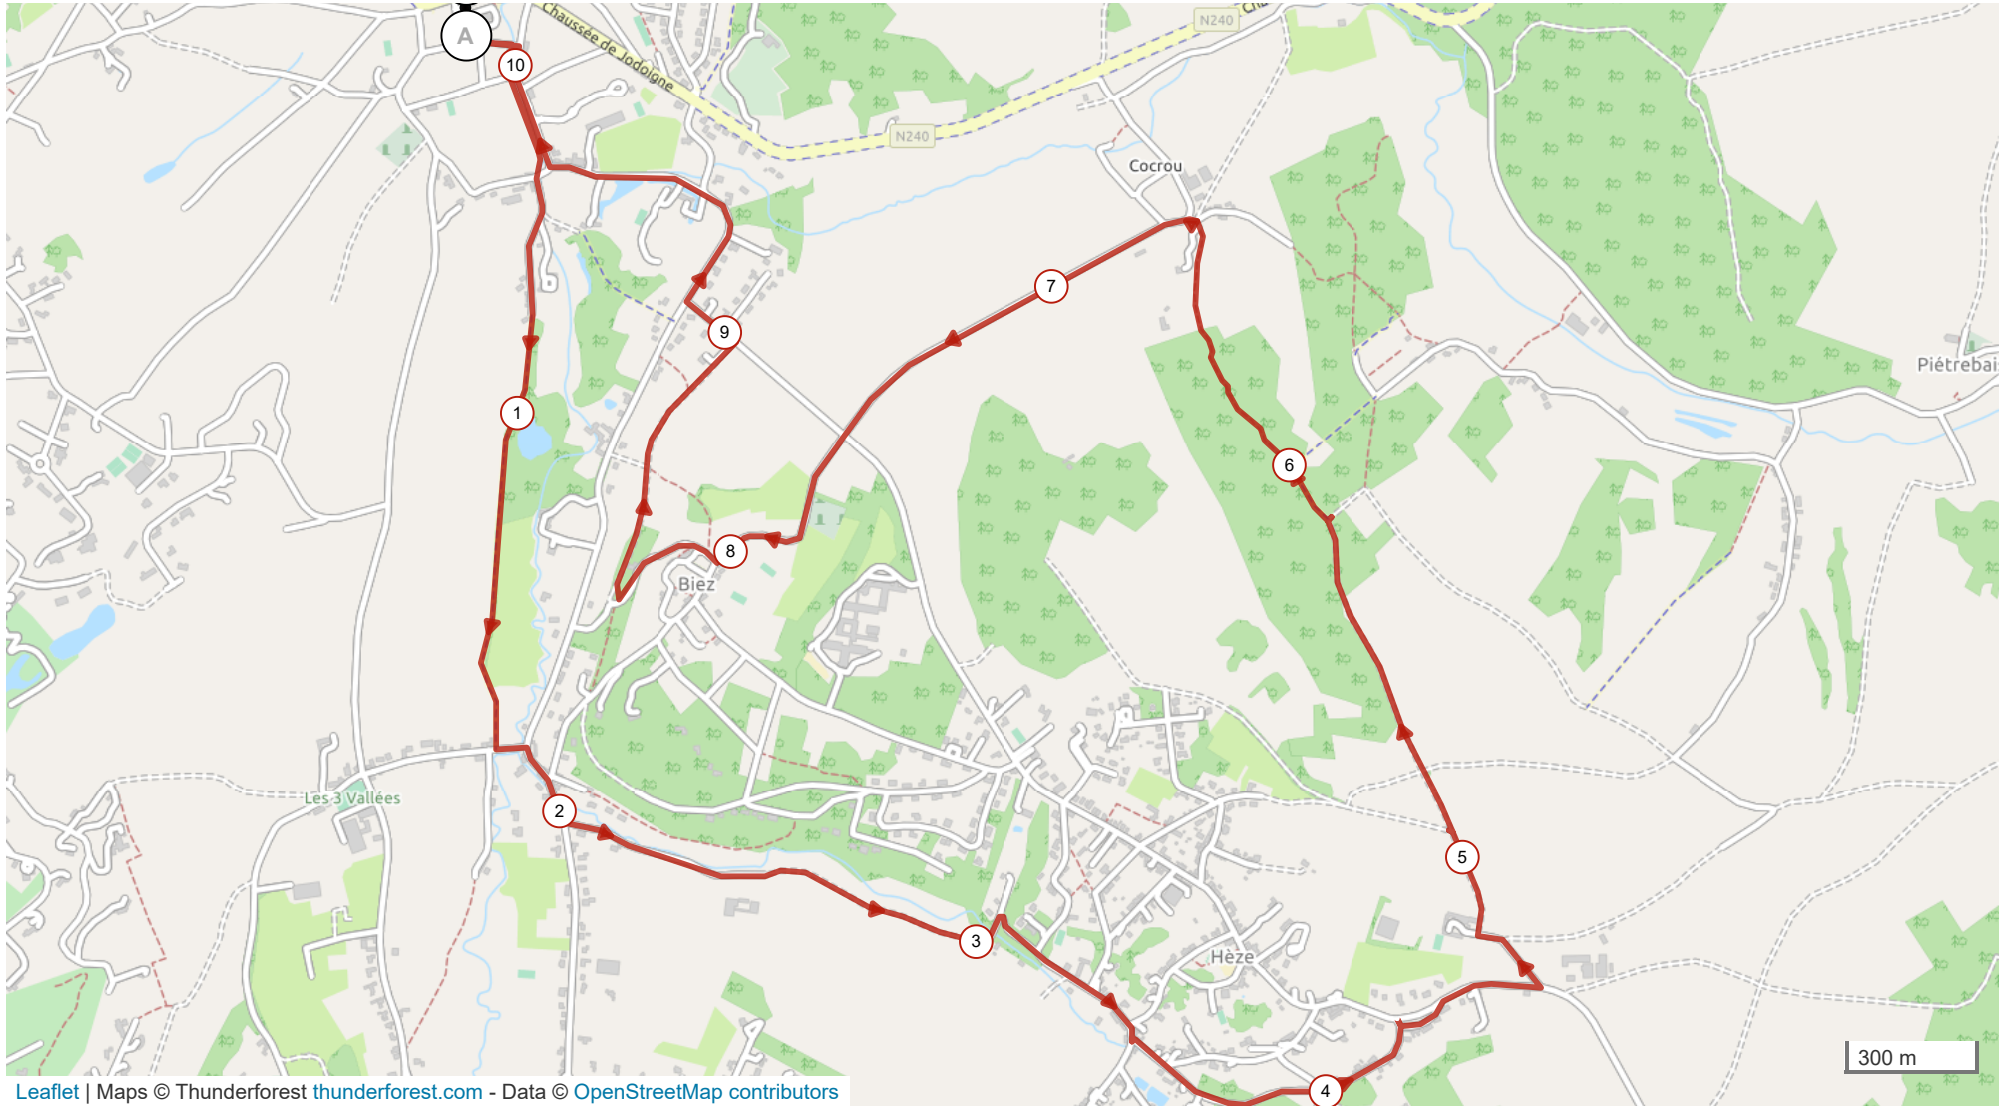 Chaussée de Jodoigne
N240
A
10
N240
Cocrou
7
9
Piétrebai
1
6
8
Biez
Les 3 Vallées
2
5
3
Hèze
4
300 m
Leaflet | Maps © Thunderforest thunderforest.com - Data © OpenStreetMap contributors